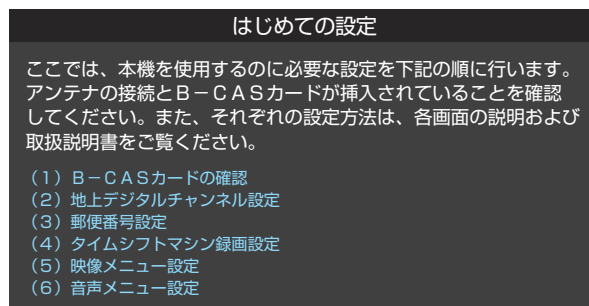 はじめての設定
ここでは、本機を使用するのに必要な設定を下記の順に行います。
アンテナの接続とB－CASカードが挿入されていることを確認
してください。また、それぞれの設定方法は、各画面の説明および
取扱説明書をご覧ください。
（1）B－CASカードの確認
（2）地上デジタルチャンネル設定
（3）郵便番号設定
（4）タイムシフトマシン録画設定
（5）映像メニュー設定
（6）音声メニュー設定